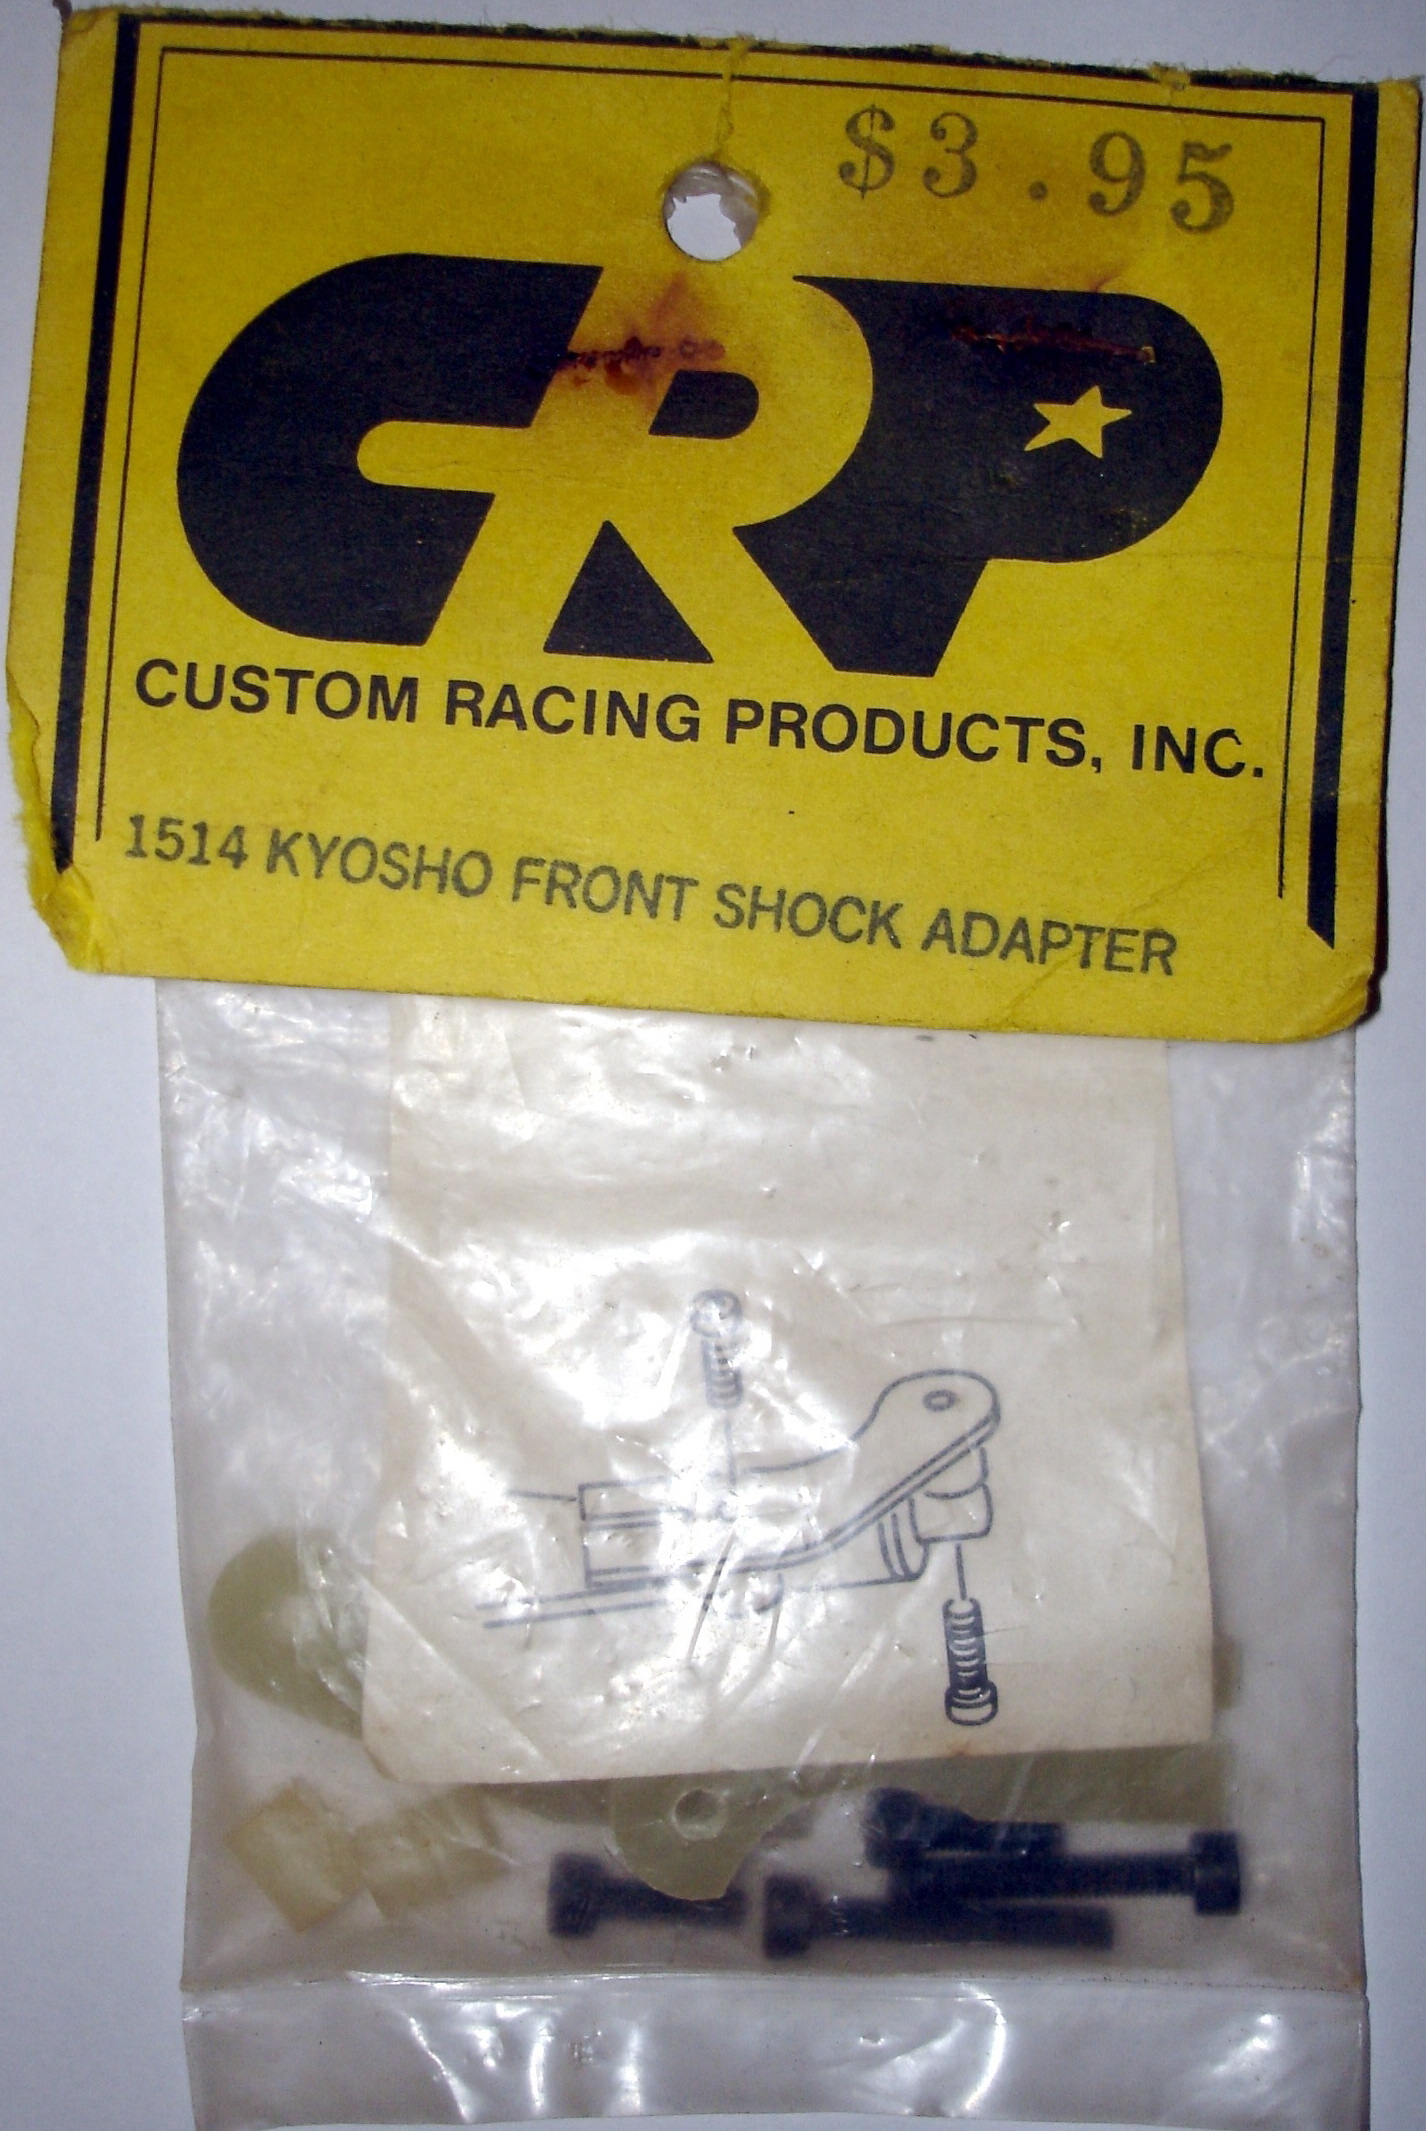 $3.95
CRP
CUSTOM RACING PRODUCTS, INC.
1514 KYOSHO FRONT SHOCK ADAPTER